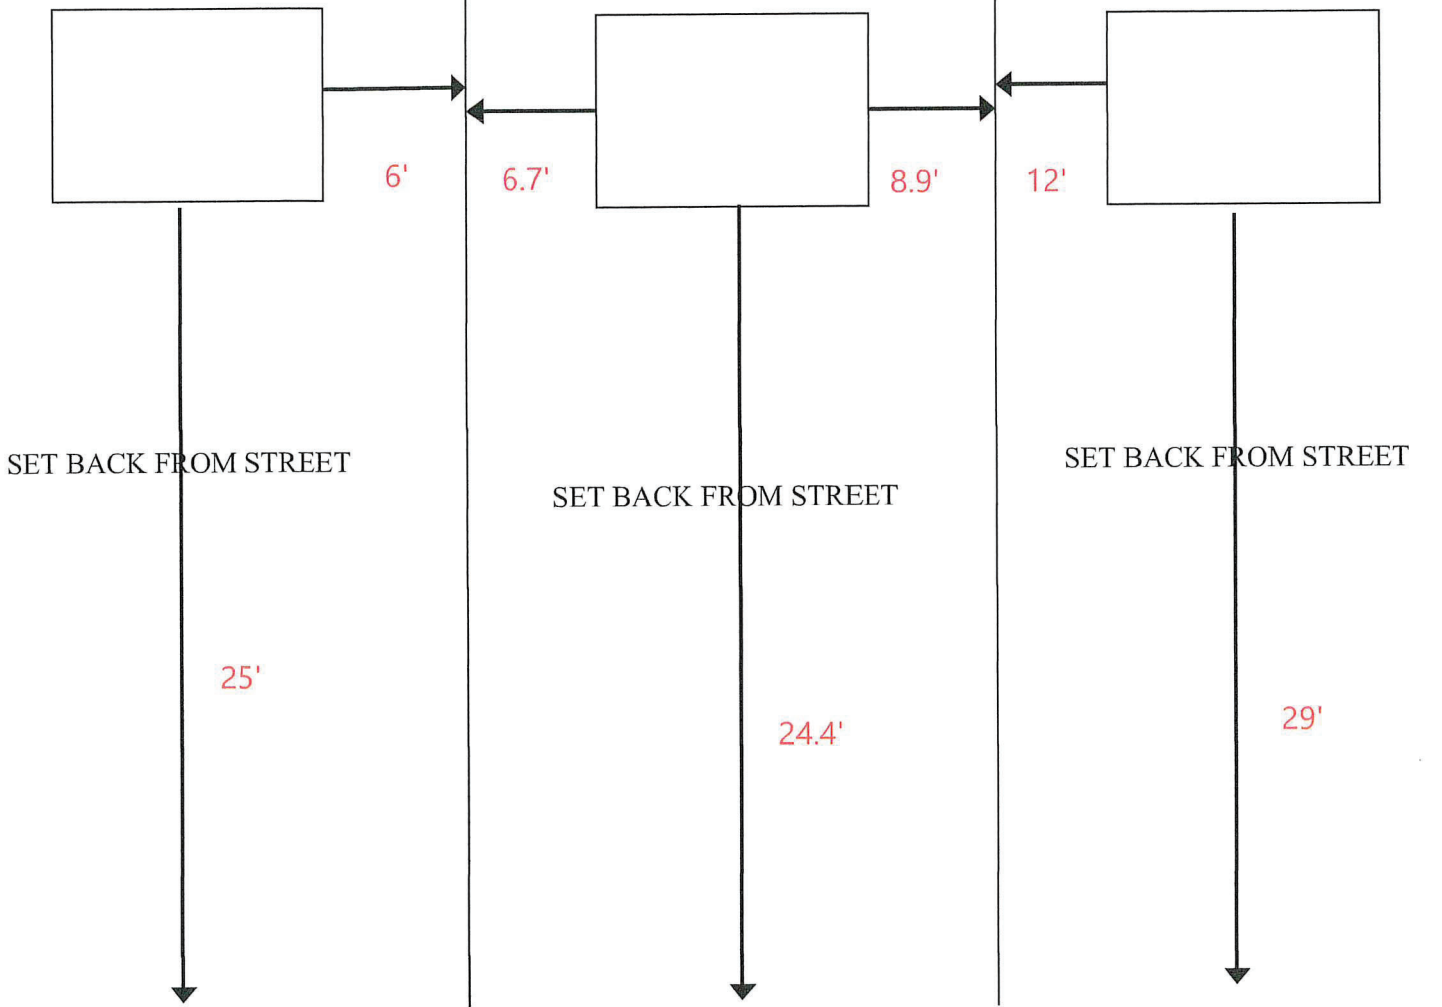 6'
6.7'
8.9'
12'
SET BACK FROM STREET
SET BACK FROM STREET
SET BACK FROM STREET
25'
24.4'
29'